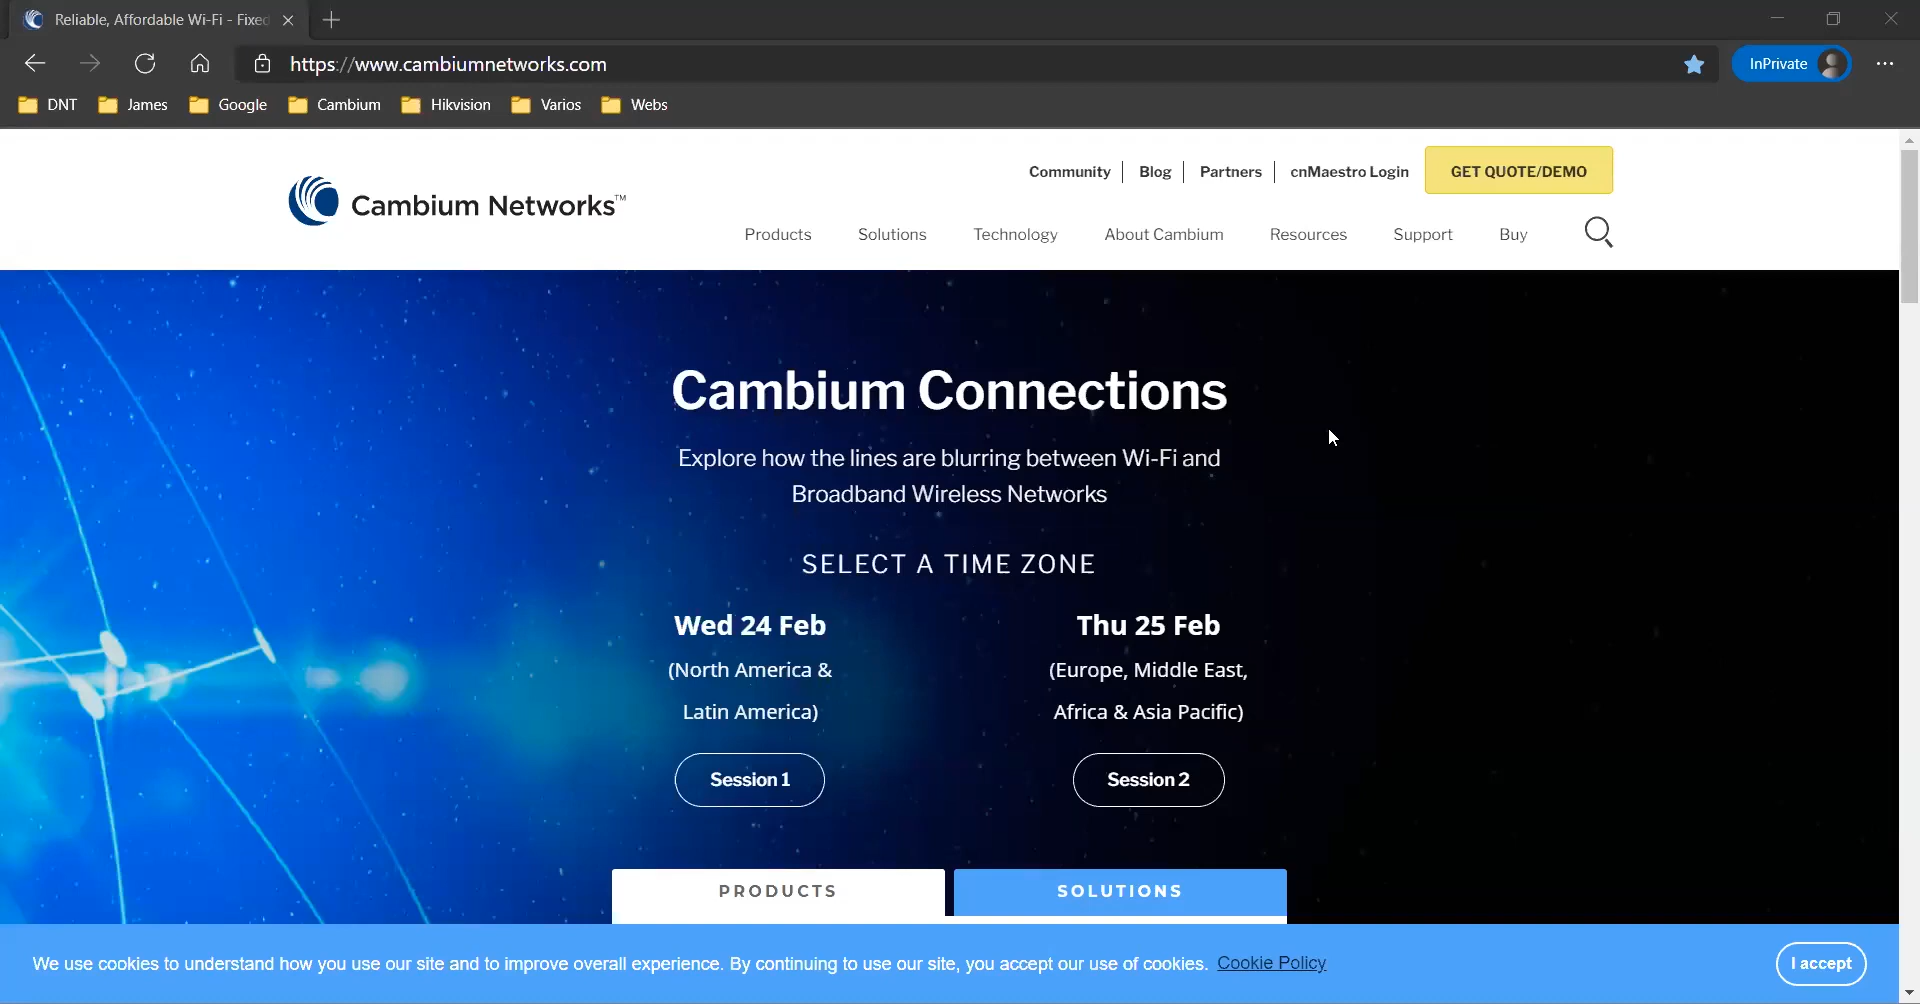 Reliable, Affordable Wi-Fi - Fixed
https://www.cambiumnetworks.com
InPrivate
DNT James Google Cambium Hikvision Varios Webs
Community Blog Partners cnMaestro Login GET QUOTE/DEMO
Cambium Networks™
Products Solutions Technology About Cambium Resources Support Buy
Cambium Connections
Explore how the lines are blurring between Wi-Fi and
Broadband Wireless Networks
SELECT A TIME ZONE
Wed 24 Feb
(North America &
Latin America)
Session 1
Thu 25 Feb
(Europe, Middle East,
Africa & Asia Pacific)
Session 2
PRODUCTS SOLUTIONS
We use cookies to understand how you use our site and to improve overall experience. By continuing to use our site, you accept our use of cookies. Cookie Policy
I accept